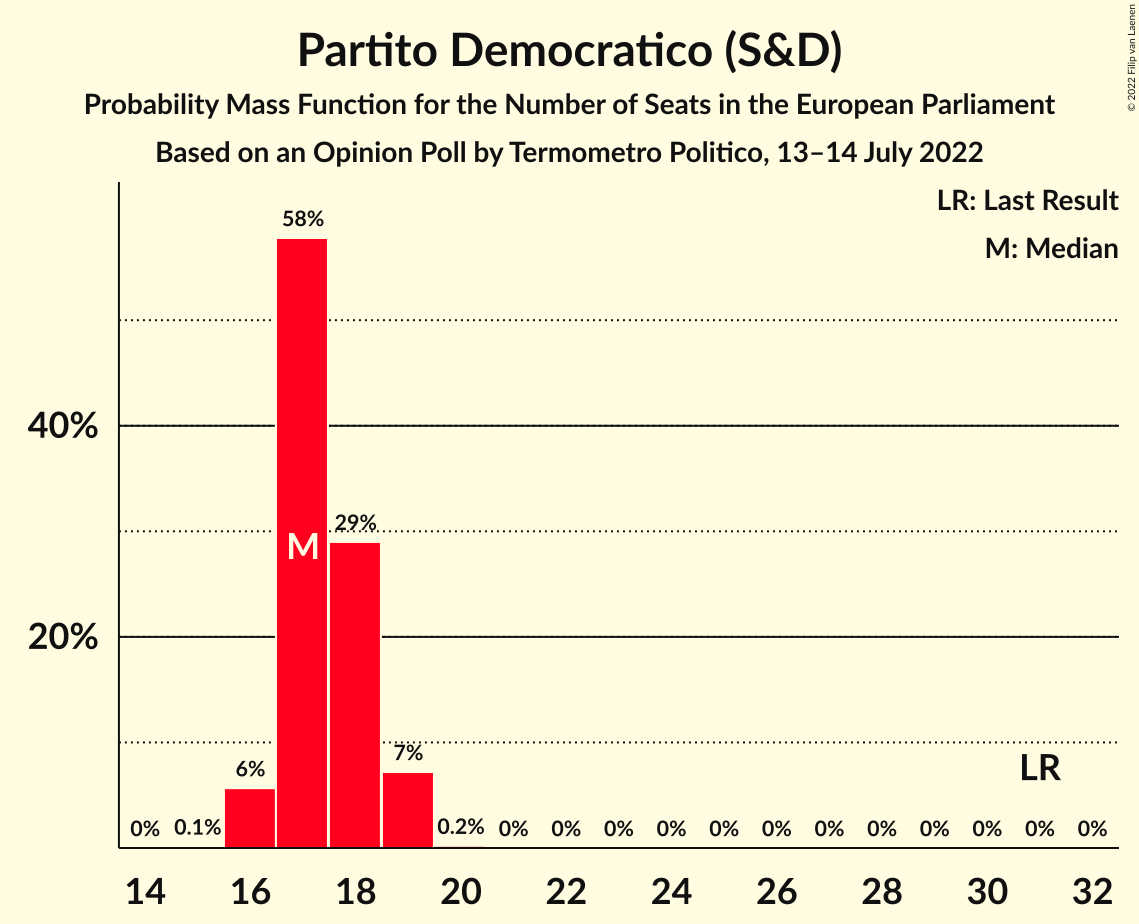 Partito Democratico (S&D)
Probability Mass Function for the Number of Seats in the European Parliament
Based on an Opinion Poll by Termometro Politico, 13–14 July 2022
© 2022 Filip van Laenen
LR: Last Result
M: Median
58%
40%
29%
M
20%
7%
6%
LR
0% 0.1% 0.2% 0% 0% 0% 0% 0% 0% 0% 0% 0% 0% 0% 0%
14 16 18 20 22 24 26 28 30 32